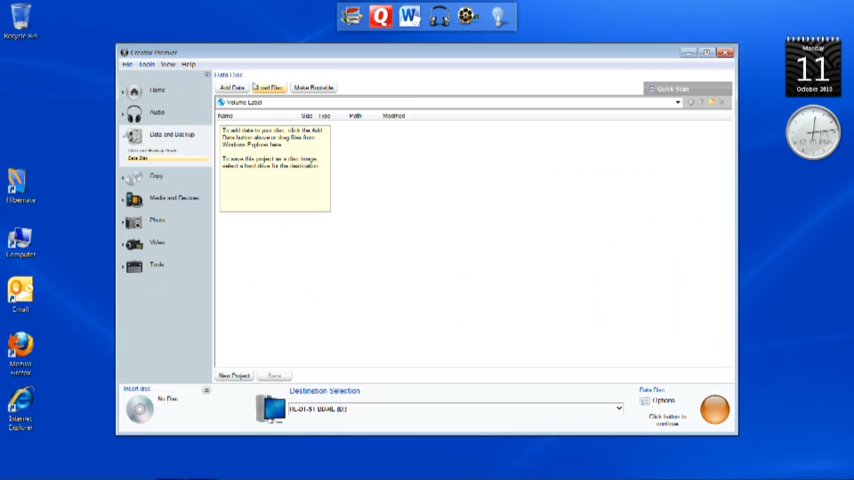 Recycle Bin
Q
W
Monday
11
October 2010
Creator Premier
File Tools View Help
Data Disc
Add Data
Load Disc
Make Bootable
Quick Scan
Volume Label
Name Size Type Path Modified
To add data to your disc, click the Add
Data button above or drag files from
Windows Explorer here
To save this project as a disc image,
select a hard drive for the destination
Home
Audio
Data and Backup
Data Disc
Copy
Media and Devices
Photo
Video
Tools
Hibernate
Computer
Email
Mozilla
Firefox
Internet
Explorer
New Project
Save
Insert disc
No Disc
Destination Selection
Data Disc
Options
Click button to
continue